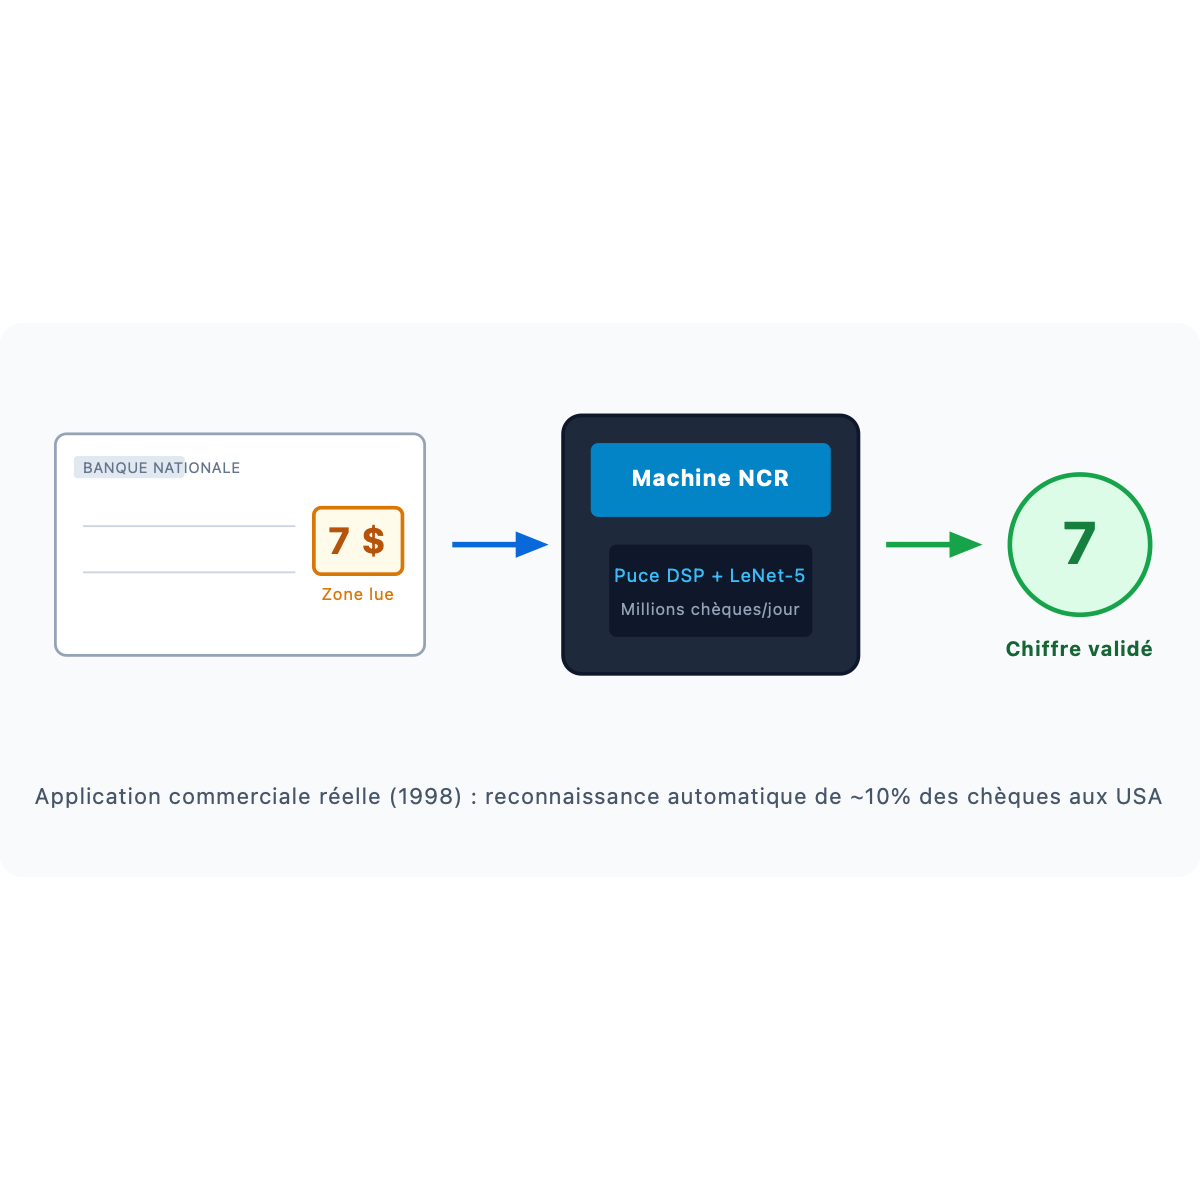 BANQUE NATIONALE
7 $
Zone lue
Machine NCR
Puce DSP + LeNet-5
Millions chèques/jour
7
Chiffre validé
Application commerciale réelle (1998) : reconnaissance automatique de ~10% des chèques aux USA